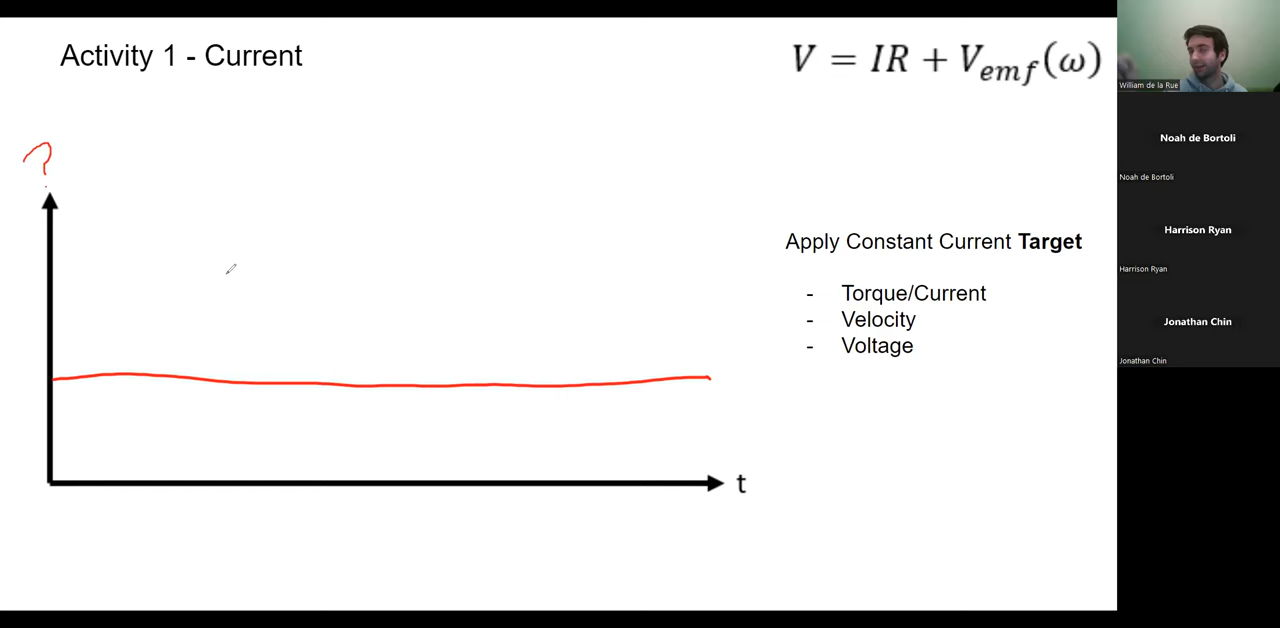 Activity 1 - Current
V = IR + V_emf(ω)
?
Apply Constant Current Target
- Torque/Current
- Velocity
- Voltage
t
William de la Rue
Noah de Bortoli
Noah de Bortoli
Harrison Ryan
Harrison Ryan
Jonathan Chin
Jonathan Chin